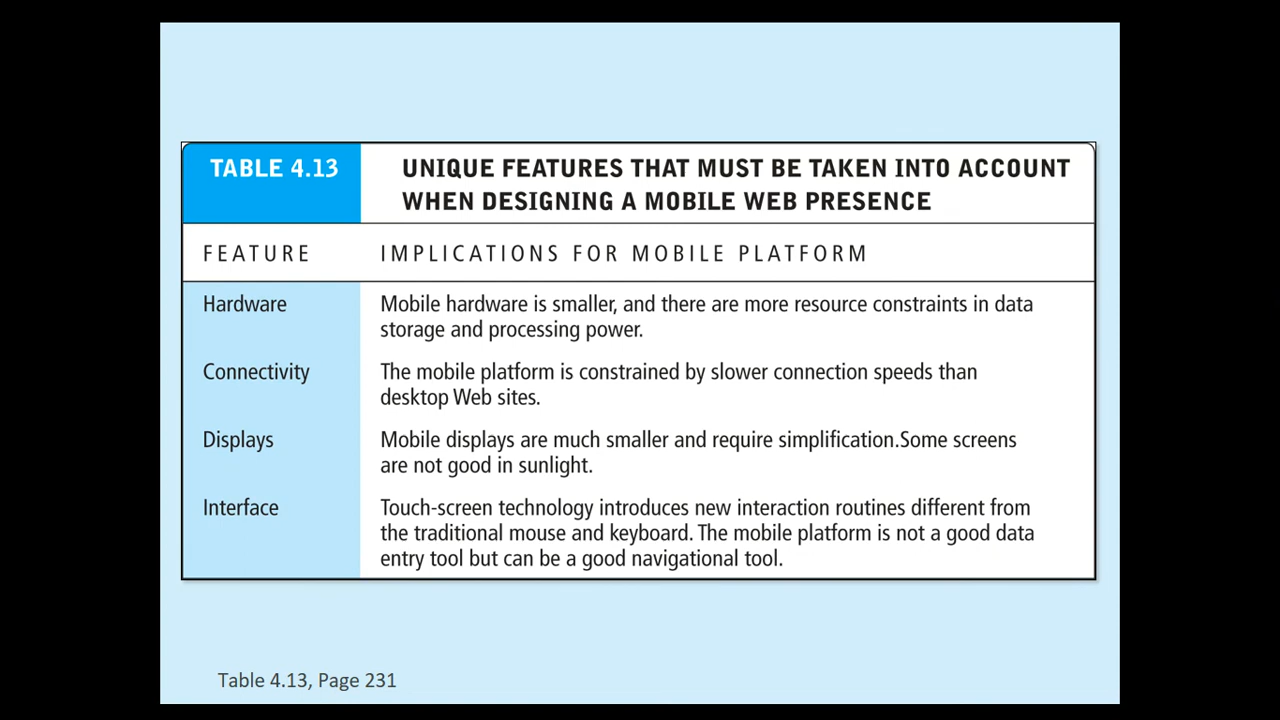 TABLE 4.13
UNIQUE FEATURES THAT MUST BE TAKEN INTO ACCOUNT
WHEN DESIGNING A MOBILE WEB PRESENCE
FEATURE
IMPLICATIONS FOR MOBILE PLATFORM
Hardware
Mobile hardware is smaller, and there are more resource constraints in data
storage and processing power.
Connectivity
The mobile platform is constrained by slower connection speeds than
desktop Web sites.
Displays
Mobile displays are much smaller and require simplification.Some screens
are not good in sunlight.
Interface
Touch-screen technology introduces new interaction routines different from
the traditional mouse and keyboard. The mobile platform is not a good data
entry tool but can be a good navigational tool.
Table 4.13, Page 231